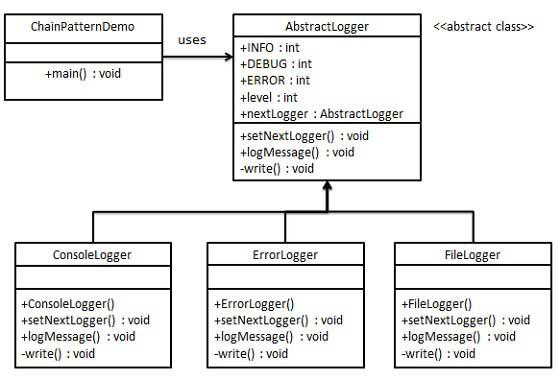 ChainPatternDemo
+main() : void
uses
AbstractLogger
<<abstract class>>
+INFO : int
+DEBUG : int
+ERROR : int
+level : int
+nextLogger : AbstractLogger
+setNextLogger() : void
+logMessage() : void
-write() : void
ConsoleLogger
+ConsoleLogger()
+setNextLogger() : void
+logMessage() : void
-write() : void
ErrorLogger
+ErrorLogger()
+setNextLogger() : void
+logMessage() : void
-write() : void
FileLogger
+FileLogger()
+setNextLogger() : void
+logMessage() : void
-write() : void